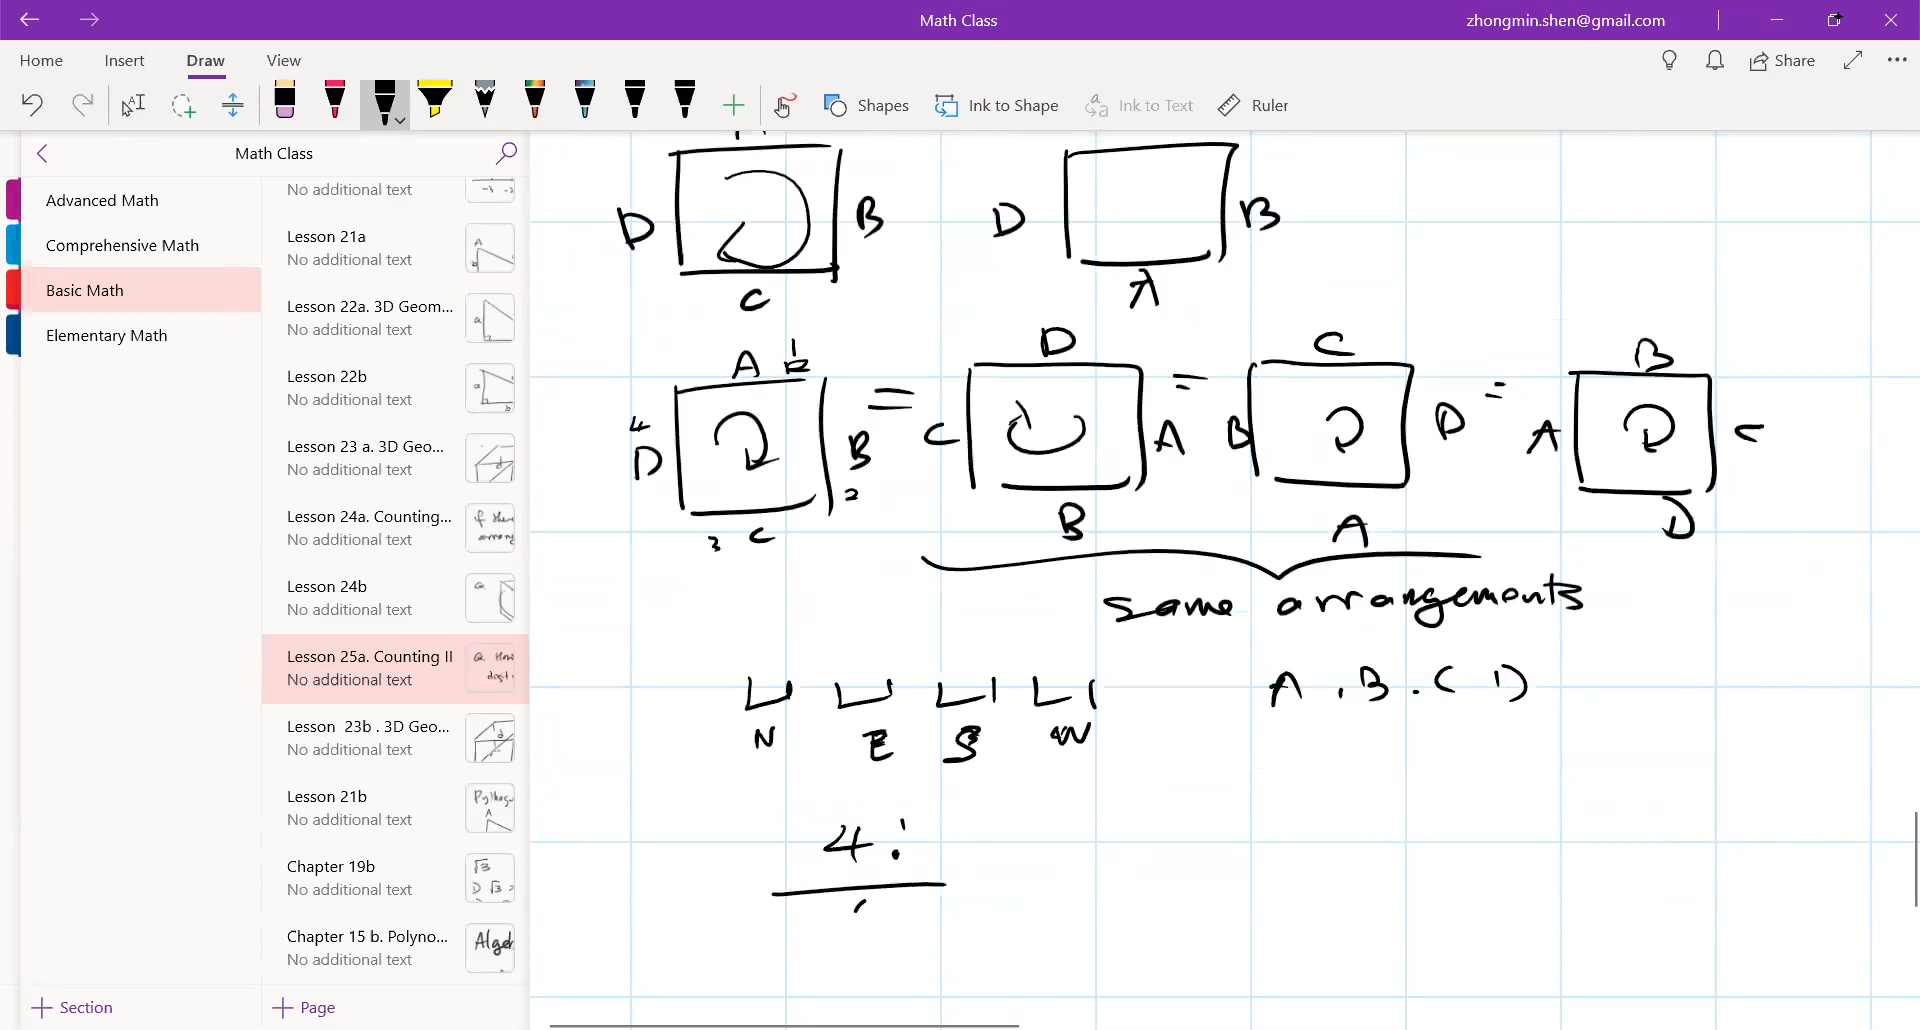 Math Class
zhongmin.shen@gmail.com
Home Insert Draw View
Share
Shapes
Ink to Shape
Ink to Text
Ruler
Math Class
Advanced Math
Comprehensive Math
Basic Math
Elementary Math
No additional text
Lesson 21a
No additional text
Lesson 22a. 3D Geom...
No additional text
Lesson 22b
No additional text
Lesson 23 a. 3D Geo...
No additional text
Lesson 24a. Counting...
No additional text
Lesson 24b
No additional text
Lesson 25a. Counting II
No additional text
Lesson 23b . 3D Geo...
No additional text
Lesson 21b
No additional text
Chapter 19b
No additional text
Chapter 15 b. Polyno...
No additional text
Section
Page
D B D B
C A
A 1 D C B
4 D B 2 = C A = B D = A C
3 C B A D
same arrangements
A , B . C D
N E S W
4!